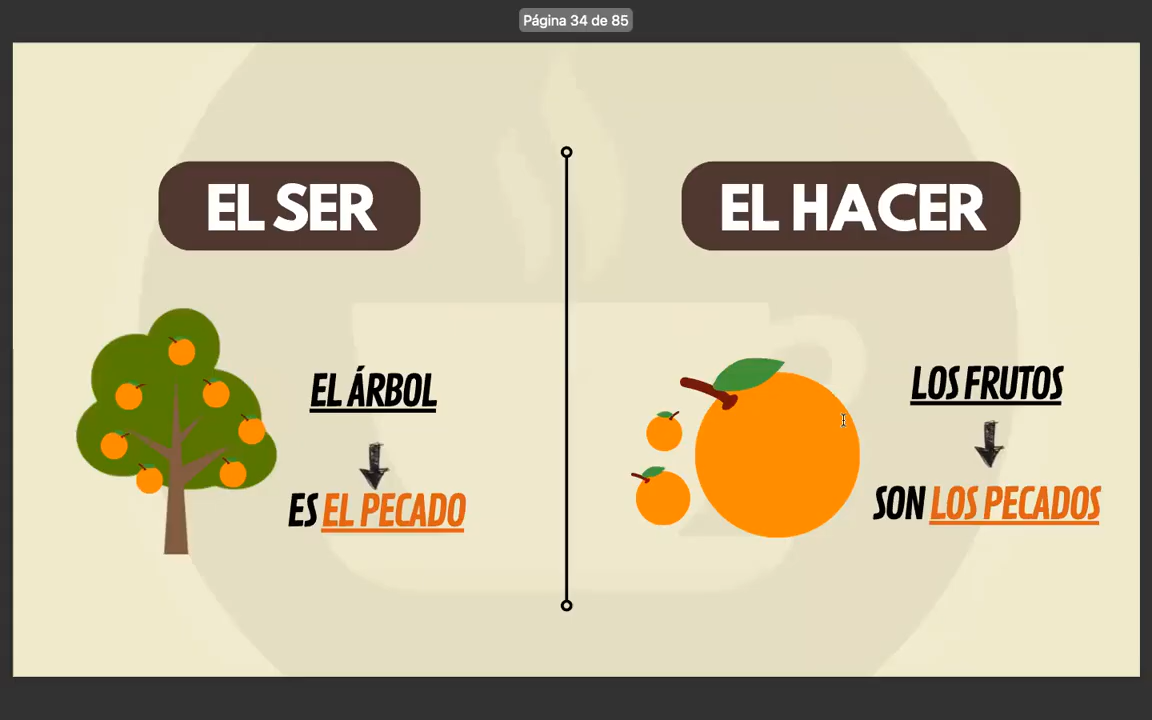 Página 34 de 85
EL SER
EL ÁRBOL
ES EL PECADO
EL HACER
LOS FRUTOS
SON LOS PECADOS